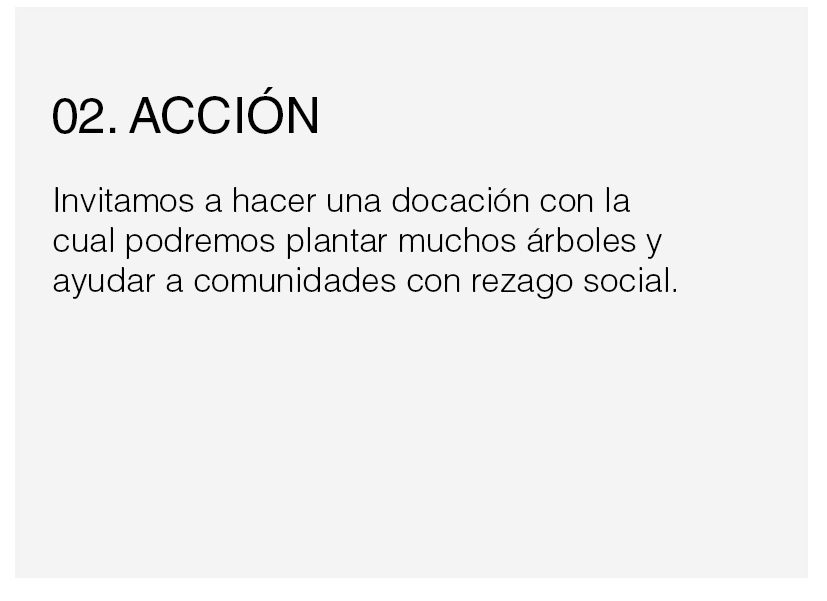 02. ACCIÓN
Invitamos a hacer una docación con la
cual podremos plantar muchos árboles y
ayudar a comunidades con rezago social.